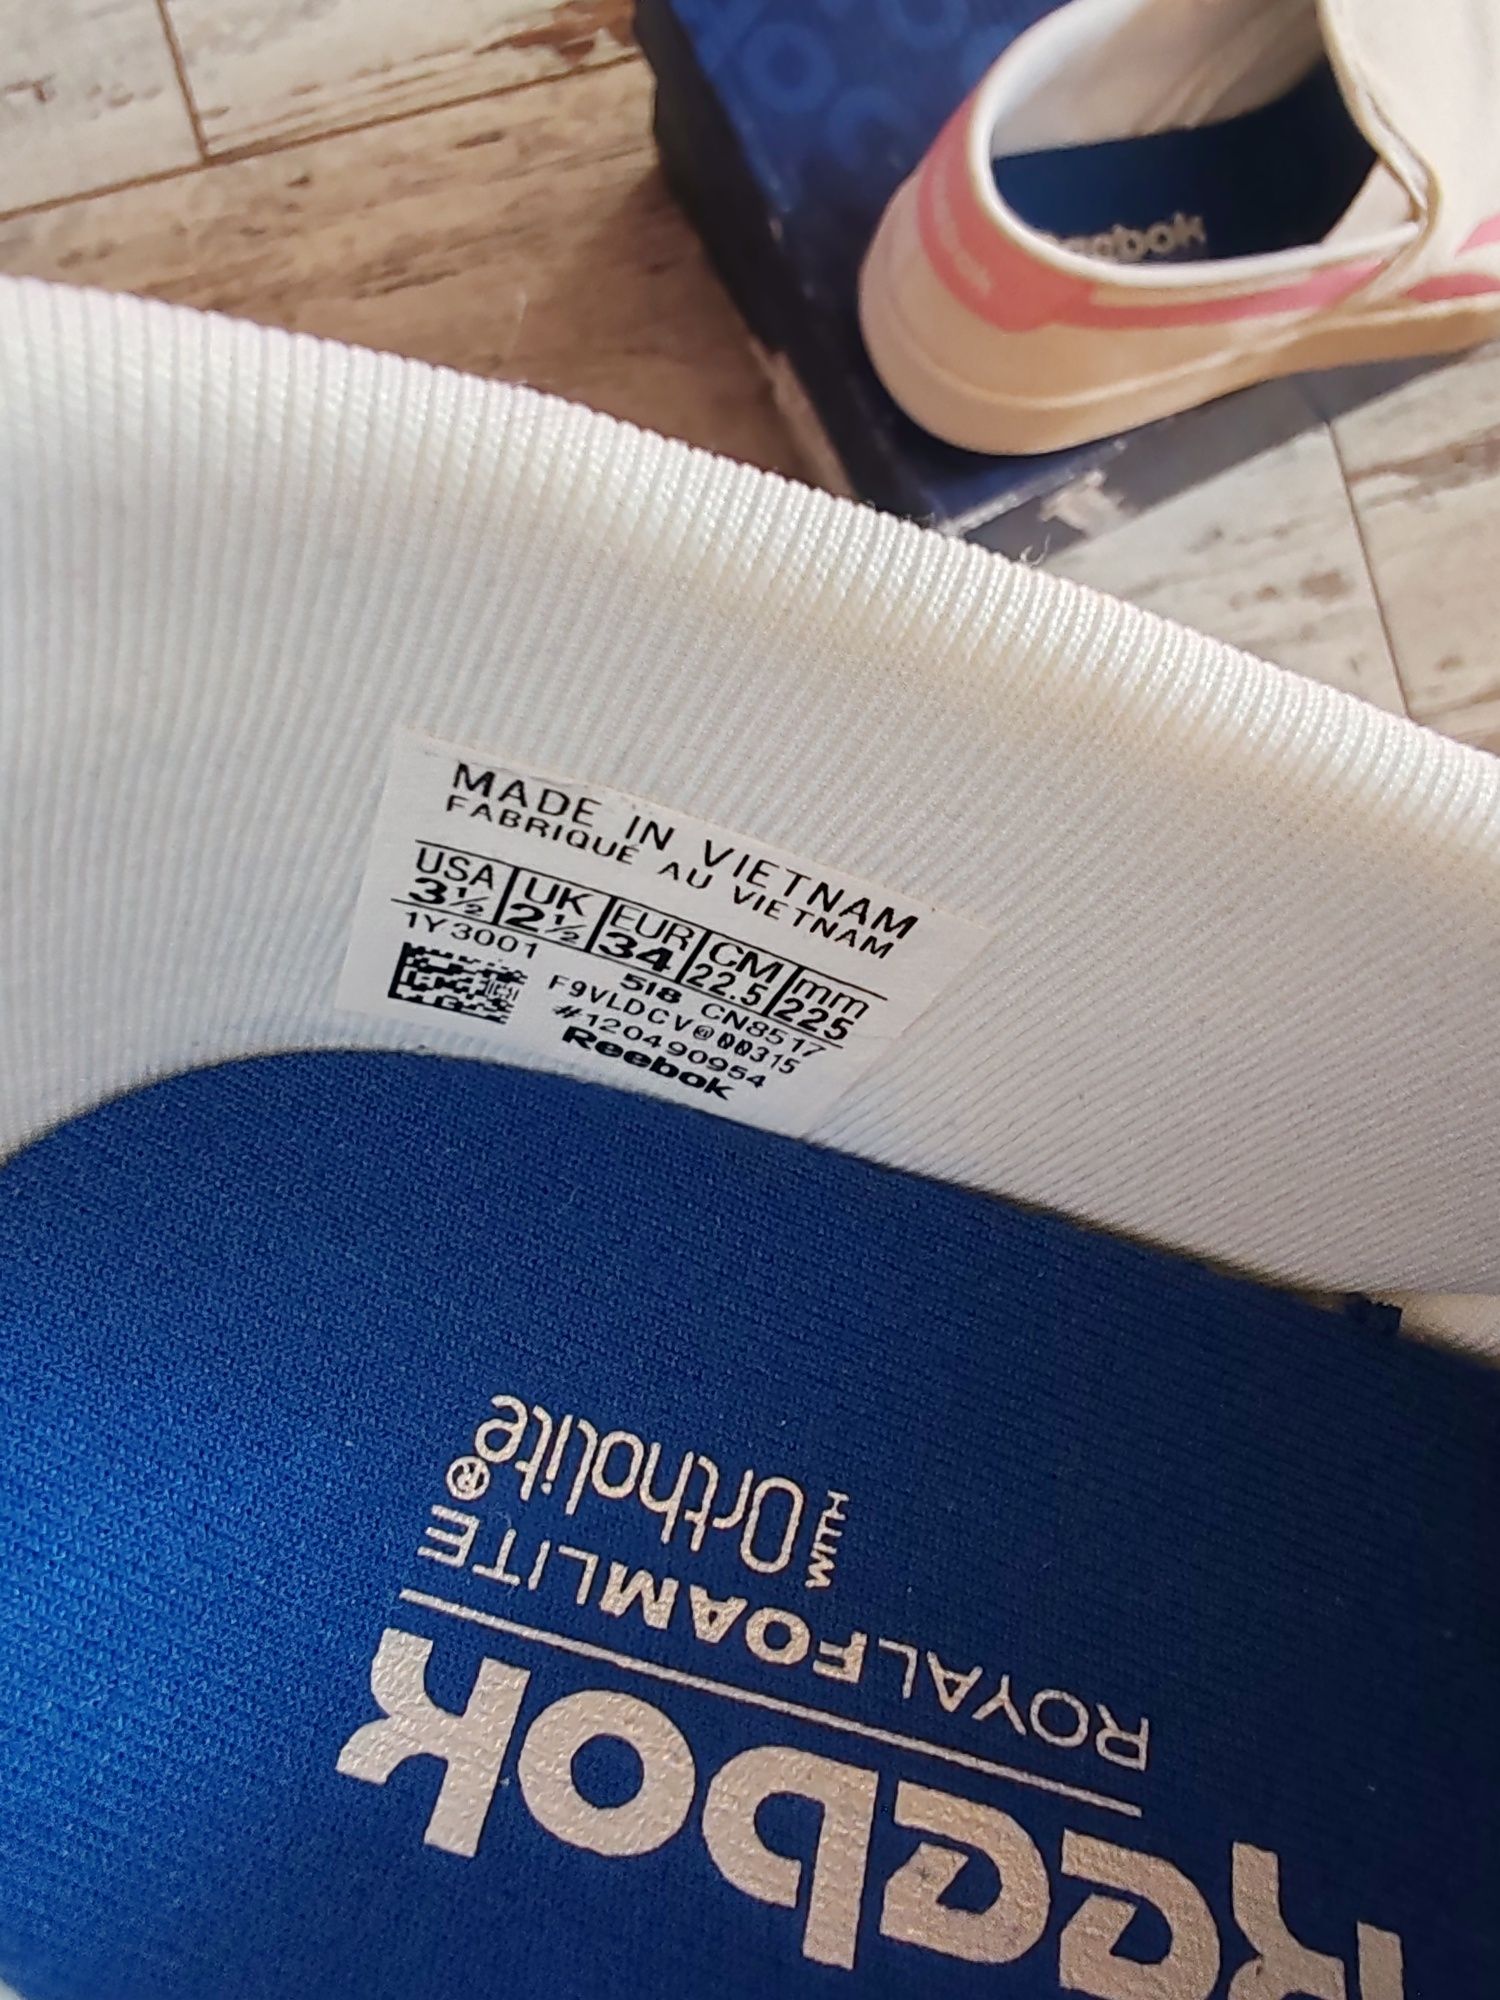 Reebok
MADE IN VIETNAM
FABRIQUÉ AU VIETNAM
USA UK EUR CM mm
3½ 2½ 34 22.5 225
1Y3001 518 CN8517
F9VLDCV@00315
#120490954
Reebok
Reebok
ROYALFOAMLITE®
WITH Ortholite